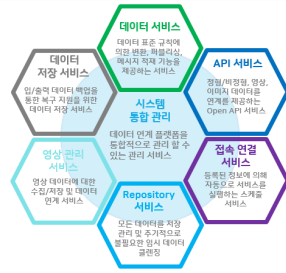 데이터 서비스
데이터 표준 규칙에
의한 변환, 퍼블리싱,
메시지 적재 기능을
제공하는 서비스
데이터
저장 서비스
입/출력 데이터 백업을
통한 복구 지원을 위한
데이터 저장 서비스
API 서비스
정형/비정형, 영상,
이미지 데이터를
연계를 제공하는
Open API 서비스
시스템
통합 관리
데이터 연계 플랫폼을
통합적으로 관리 할 수
있는 관리 서비스
영상 관리
서비스
영상 데이터에 대한
수집/저장 및 데이터
연계 서비스
접속 연결
서비스
등록된 정보에 의해
자동으로 서비스를
실행하는 스케줄
서비스
Repository
서비스
모든 데이터를 저장
관리 및 주기적으로
불필요한 임시 데이터
클렌징